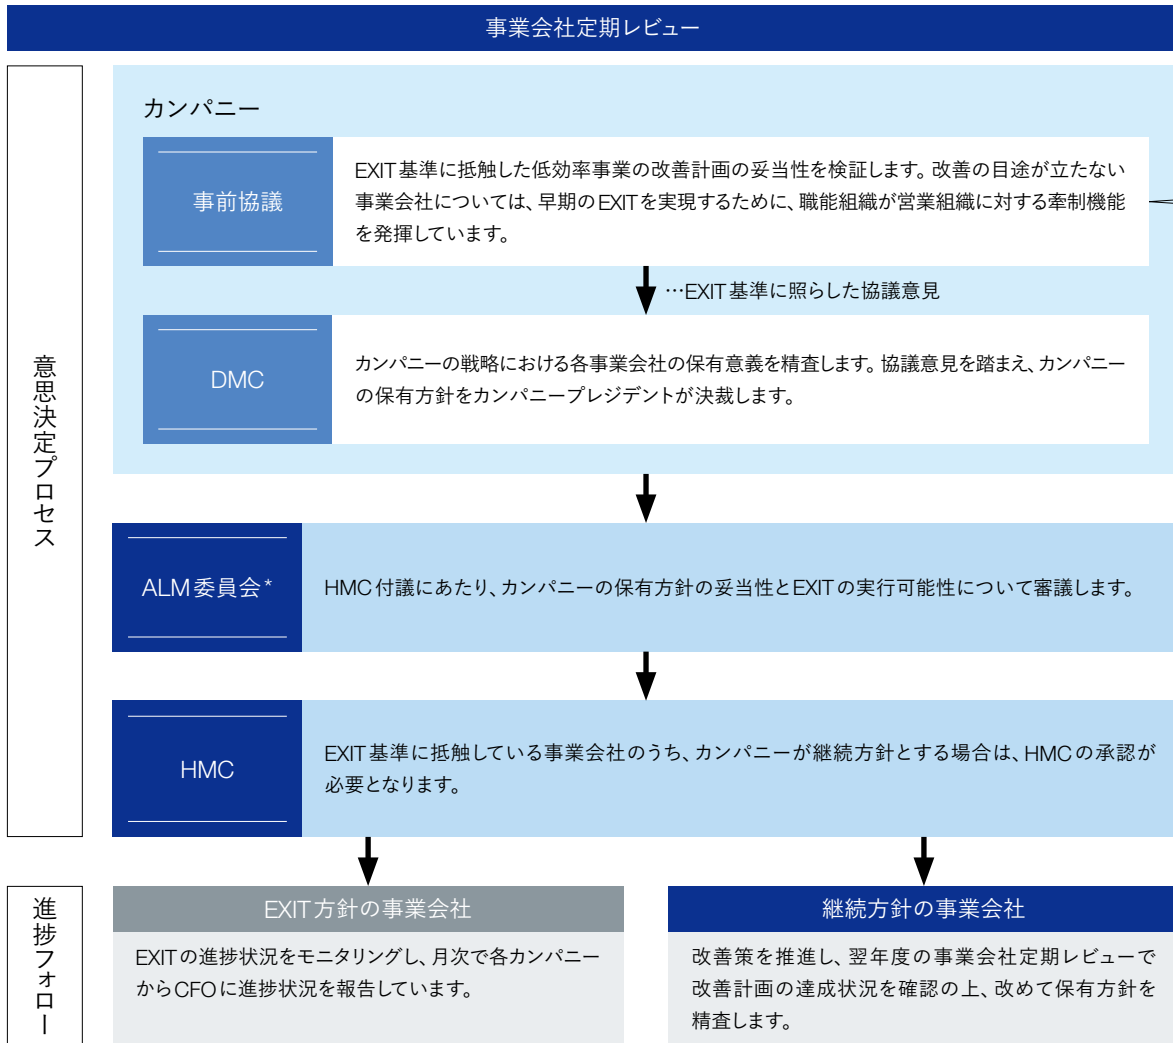 事業会社定期レビュー
意思決定プロセス
カンパニー
事前協議
EXIT基準に抵触した低効率事業の改善計画の妥当性を検証します。改善の目途が立たない
事業会社については、早期のEXITを実現するために、職能組織が営業組織に対する牽制機能
を発揮しています。
…EXIT基準に照らした協議意見
DMC
カンパニーの戦略における各事業会社の保有意義を精査します。協議意見を踏まえ、カンパニー
の保有方針をカンパニープレジデントが決裁します。
ALM委員会*
HMC付議にあたり、カンパニーの保有方針の妥当性とEXITの実行可能性について審議します。
HMC
EXIT基準に抵触している事業会社のうち、カンパニーが継続方針とする場合は、HMCの承認が
必要となります。
進捗フォロー
EXIT方針の事業会社
EXITの進捗状況をモニタリングし、月次で各カンパニー
からCFOに進捗状況を報告しています。
継続方針の事業会社
改善策を推進し、翌年度の事業会社定期レビューで
改善計画の達成状況を確認の上、改めて保有方針を
精査します。